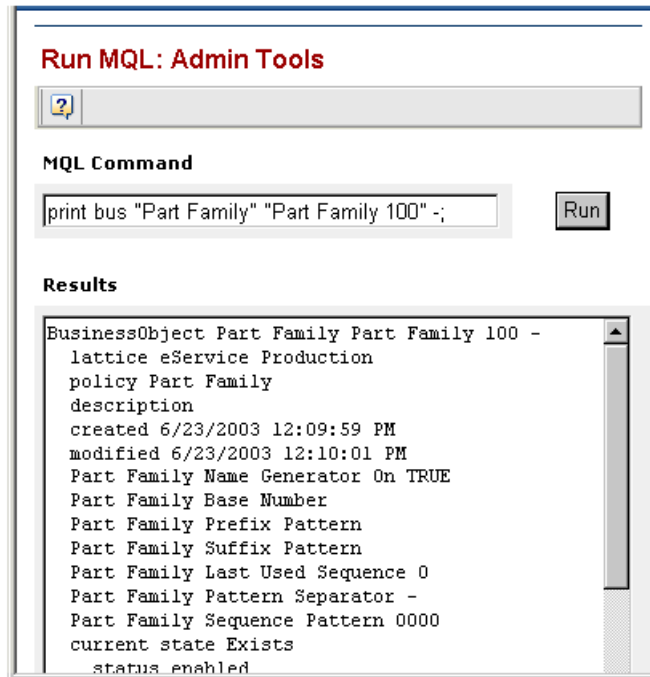 Run MQL: Admin Tools
MQL Command
print bus "Part Family" "Part Family 100" -;
Run
Results
BusinessObject Part Family Part Family 100 -
lattice eService Production
policy Part Family
description
created 6/23/2003 12:09:59 PM
modified 6/23/2003 12:10:01 PM
Part Family Name Generator On TRUE
Part Family Base Number
Part Family Prefix Pattern
Part Family Suffix Pattern
Part Family Last Used Sequence 0
Part Family Pattern Separator -
Part Family Sequence Pattern 0000
current state Exists
status enabled